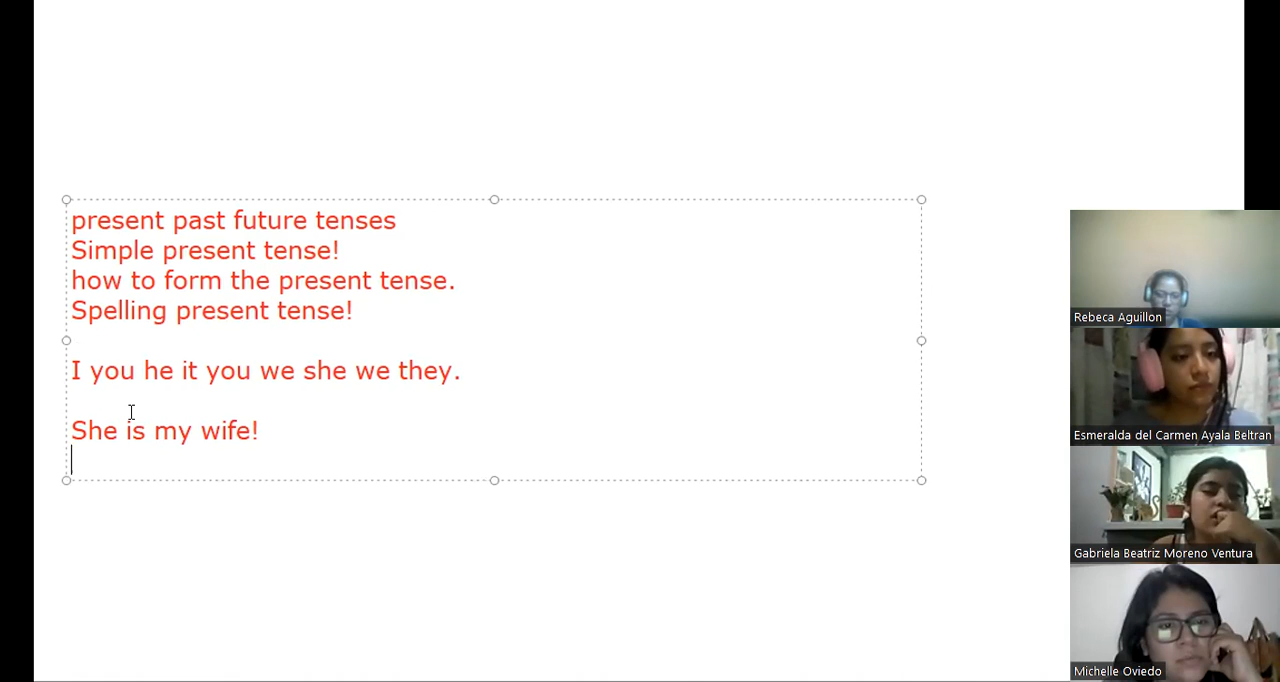 present past future tenses
Simple present tense!
how to form the present tense.
Spelling present tense!
I you he it you we she we they.
She is my wife!
Rebeca Aguillon
Esmeralda del Carmen Ayala Beltran
Gabriela Beatriz Moreno Ventura
Michelle Oviedo